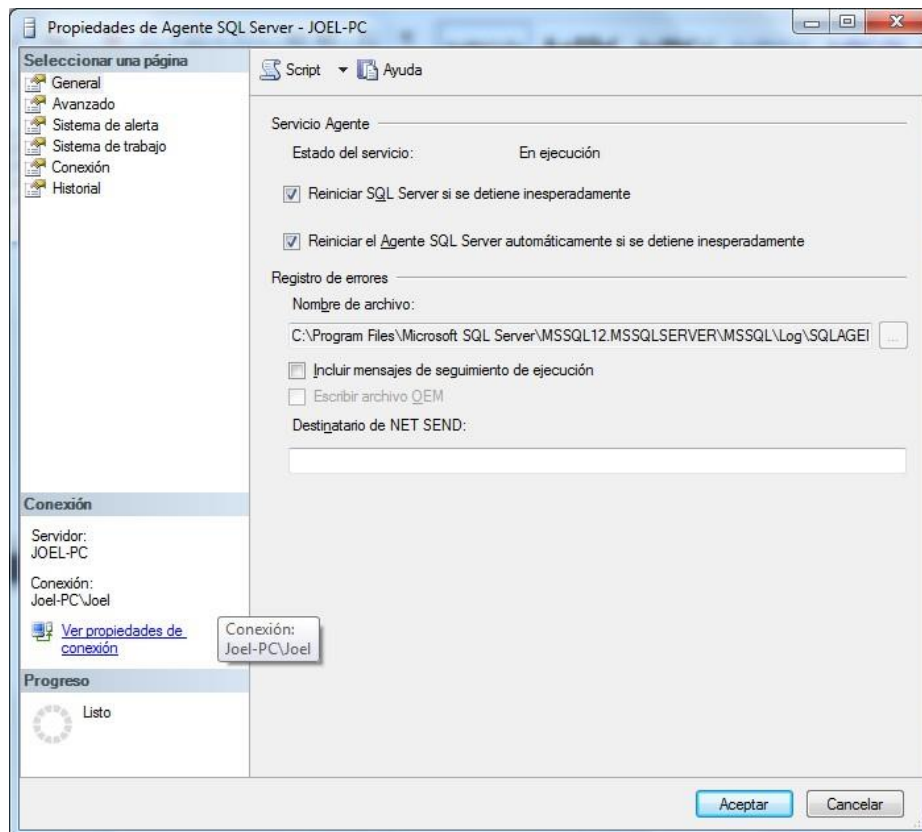 Propiedades de Agente SQL Server - JOEL-PC
Seleccionar una página
General
Avanzado
Sistema de alerta
Sistema de trabajo
Conexión
Historial
Script
Ayuda
Servicio Agente
Estado del servicio: En ejecución
Reiniciar SQL Server si se detiene inesperadamente
Reiniciar el Agente SQL Server automáticamente si se detiene inesperadamente
Registro de errores
Nombre de archivo:
C:\Program Files\Microsoft SQL Server\MSSQL12.MSSQLSERVER\MSSQL\Log\SQLAGEI
...
Incluir mensajes de seguimiento de ejecución
Escribir archivo OEM
Destinatario de NET SEND:
Conexión
Servidor:
JOEL-PC
Conexión:
Joel-PC\Joel
Ver propiedades de
conexión
Conexión:
Joel-PC\Joel
Progreso
Listo
Aceptar
Cancelar